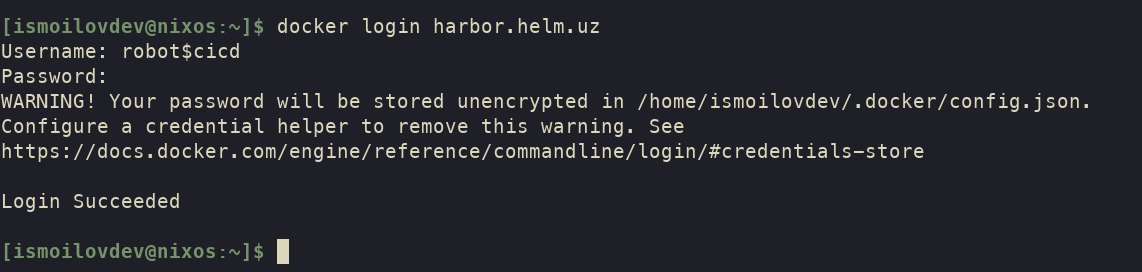 [ismoilovdev@nixos:~]$ docker login harbor.helm.uz
Username: robot$cicd
Password:
WARNING! Your password will be stored unencrypted in /home/ismoilovdev/.docker/config.json.
Configure a credential helper to remove this warning. See
https://docs.docker.com/engine/reference/commandline/login/#credentials-store
Login Succeeded
[ismoilovdev@nixos:~]$